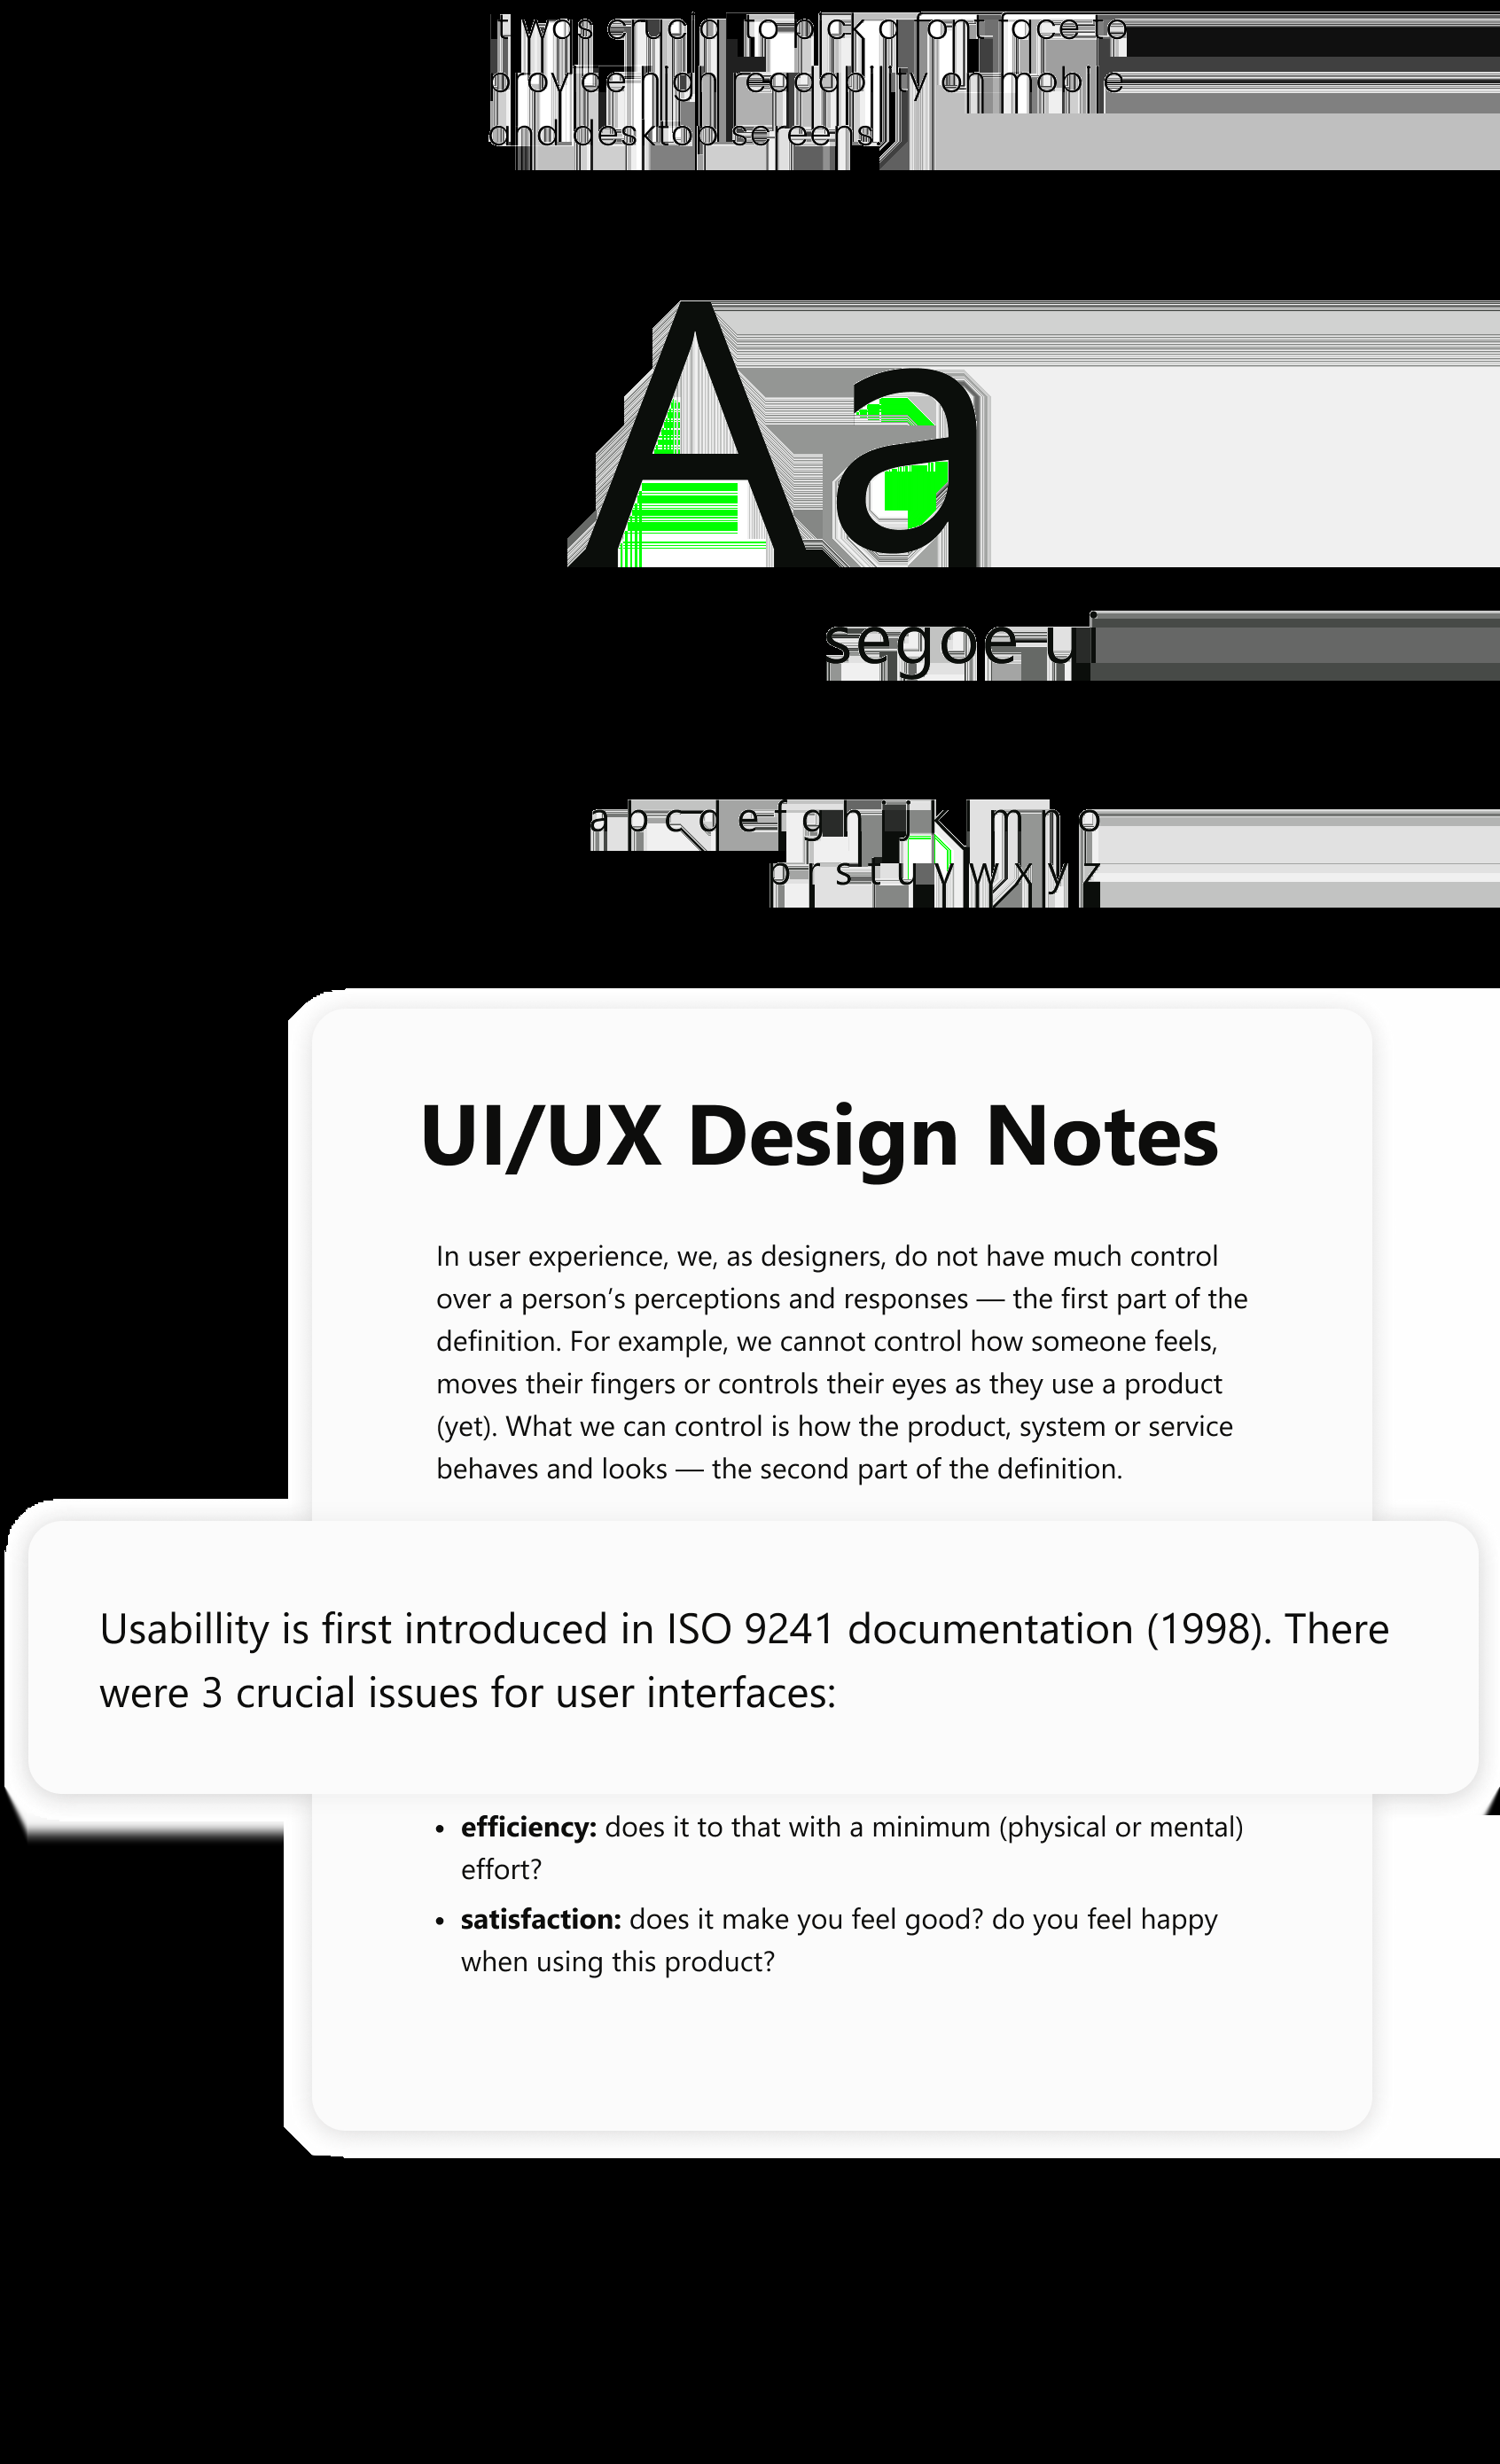 It was crucial to pick a font face to
provide high readability on mobile
and desktop screens.
Aa
segoe ui
a b c d e f g h i j k l m n o
p r s t u v w x y z
UI/UX Design Notes
In user experience, we, as designers, do not have much control
over a person’s perceptions and responses — the first part of the
definition. For example, we cannot control how someone feels,
moves their fingers or controls their eyes as they use a product
(yet). What we can control is how the product, system or service
behaves and looks — the second part of the definition.
Usabillity is first introduced in ISO 9241 documentation (1998). There
were 3 crucial issues for user interfaces:
• efficiency: does it to that with a minimum (physical or mental)
effort?
• satisfaction: does it make you feel good? do you feel happy
when using this product?